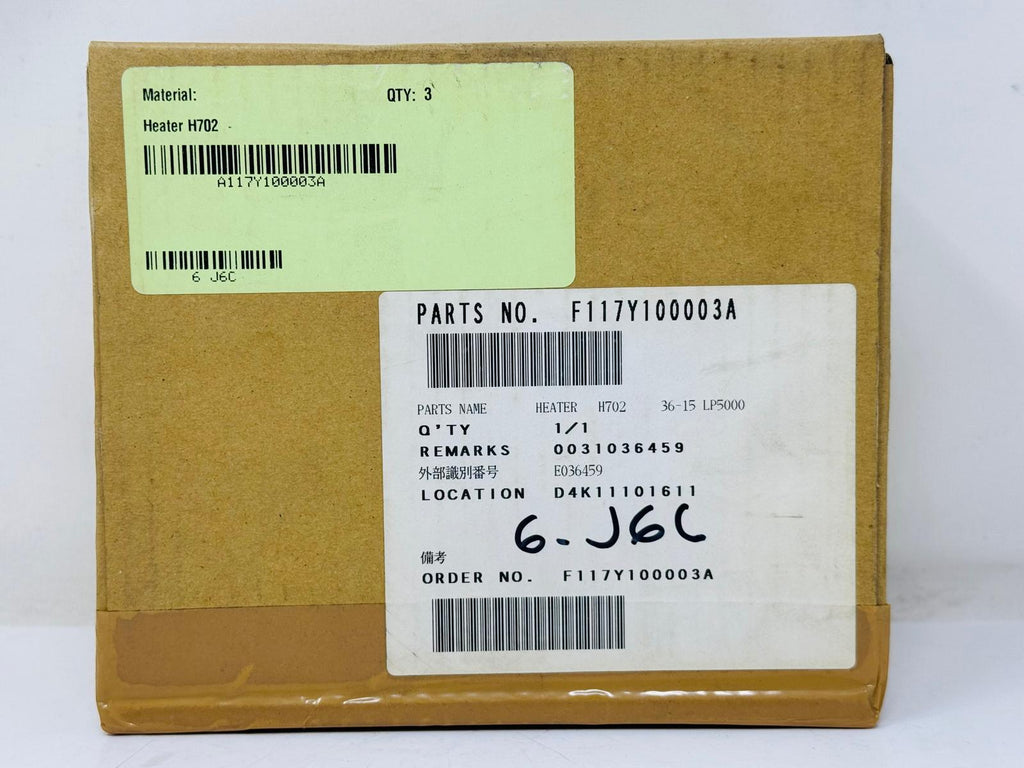 Material: QTY: 3
Heater H702
A117Y100003A
6 J6C
PARTS NO. F117Y100003A
PARTS NAME HEATER H702 36-15 LP5000
Q'TY 1/1
REMARKS 0031036459
外部識別番号 E036459
LOCATION D4K11101611
6-J6C
備考
ORDER NO. F117Y100003A